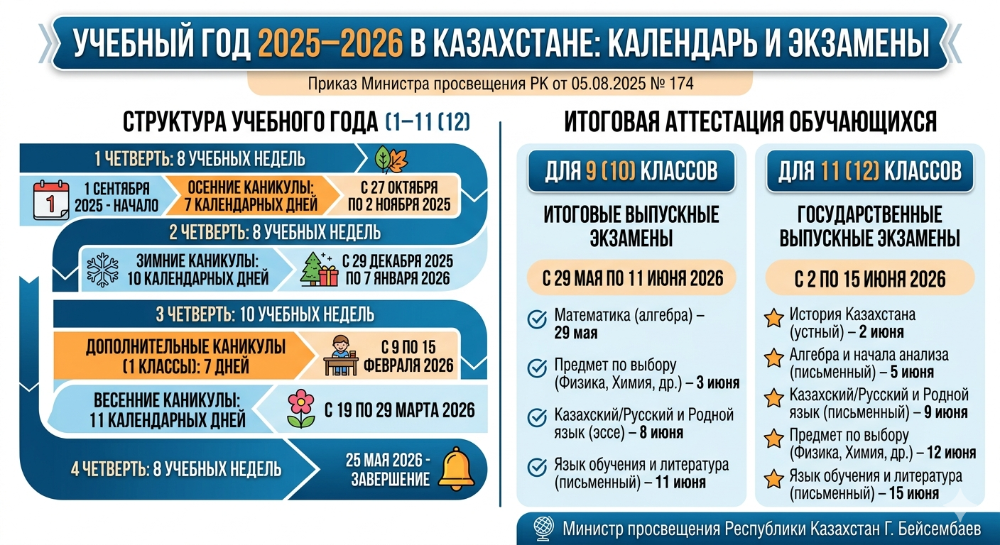 УЧЕБНЫЙ ГОД 2025–2026 В КАЗАХСТАНЕ: КАЛЕНДАРЬ И ЭКЗАМЕНЫ
Приказ Министра просвещения РК от 05.08.2025 № 174
СТРУКТУРА УЧЕБНОГО ГОДА (1–11 (12)
1 ЧЕТВЕРТЬ: 8 УЧЕБНЫХ НЕДЕЛЬ
1
1 СЕНТЯБРЯ
2025 - НАЧАЛО
ОСЕННИЕ КАНИКУЛЫ:
7 КАЛЕНДАРНЫХ ДНЕЙ
С 27 ОКТЯБРЯ
ПО 2 НОЯБРЯ 2025
2 ЧЕТВЕРТЬ: 8 УЧЕБНЫХ НЕДЕЛЬ
ЗИМНИЕ КАНИКУЛЫ:
10 КАЛЕНДАРНЫХ ДНЕЙ
С 29 ДЕКАБРЯ 2025
ПО 7 ЯНВАРЯ 2026
3 ЧЕТВЕРТЬ: 10 УЧЕБНЫХ НЕДЕЛЬ
ДОПОЛНИТЕЛЬНЫЕ КАНИКУЛЫ
(1 КЛАССЫ): 7 ДНЕЙ
С 9 ПО 15
ФЕВРАЛЯ 2026
ВЕСЕННИЕ КАНИКУЛЫ:
11 КАЛЕНДАРНЫХ ДНЕЙ
С 19 ПО 29 МАРТА 2026
4 ЧЕТВЕРТЬ: 8 УЧЕБНЫХ НЕДЕЛЬ
25 МАЯ 2026 -
ЗАВЕРШЕНИЕ
ИТОГОВАЯ АТТЕСТАЦИЯ ОБУЧАЮЩИХСЯ
ДЛЯ 9 (10) КЛАССОВ
ИТОГОВЫЕ ВЫПУСКНЫЕ
ЭКЗАМЕНЫ
С 29 МАЯ ПО 11 ИЮНЯ 2026
Математика (алгебра) –
29 мая
Предмет по выбору
(Физика, Химия, др.) – 3 июня
Казахский/Русский и Родной
язык (эссе) – 8 июня
Язык обучения и литература
(письменный) – 11 июня
ДЛЯ 11 (12) КЛАССОВ
ГОСУДАРСТВЕННЫЕ
ВЫПУСКНЫЕ ЭКЗАМЕНЫ
С 2 ПО 15 ИЮНЯ 2026
История Казахстана
(устный) – 2 июня
Алгебра и начала анализа
(письменный) – 5 июня
Казахский/Русский и Родной
язык (письменный) – 9 июня
Предмет по выбору
(Физика, Химия, др.) – 12 июня
Язык обучения и литература
(письменный) – 15 июня
Министр просвещения Республики Казахстан Г. Бейсембаев